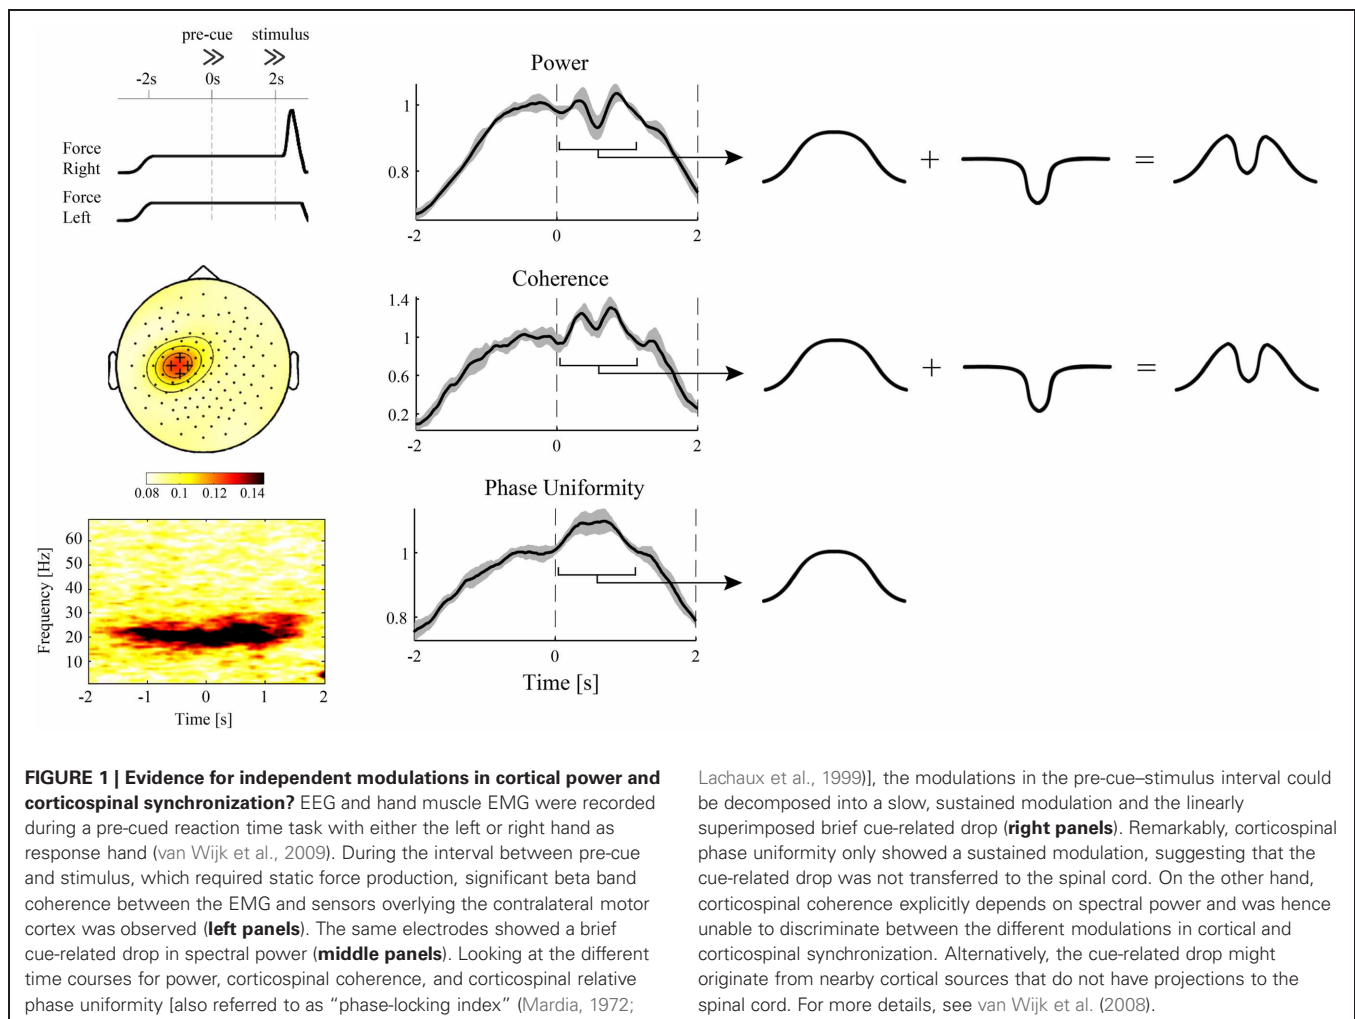 pre-cue stimulus
≫ ≫
-2s 0s 2s
Force
Right
Force
Left
0.08 0.1 0.12 0.14
Frequency [Hz]
60
50
40
30
20
10
-2 -1 0 1 2
Time [s]
Power
1
0.8
-2 0 2
+ =
Coherence
1.4
1
0.6
0.2
-2 0 2
+ =
Phase Uniformity
1
0.8
-2 0 2
Time [s]
FIGURE 1 | Evidence for independent modulations in cortical power and
corticospinal synchronization? EEG and hand muscle EMG were recorded
during a pre-cued reaction time task with either the left or right hand as
response hand (van Wijk et al., 2009). During the interval between pre-cue
and stimulus, which required static force production, significant beta band
coherence between the EMG and sensors overlying the contralateral motor
cortex was observed (left panels). The same electrodes showed a brief
cue-related drop in spectral power (middle panels). Looking at the different
time courses for power, corticospinal coherence, and corticospinal relative
phase uniformity [also referred to as “phase-locking index” (Mardia, 1972;
Lachaux et al., 1999)], the modulations in the pre-cue–stimulus interval could
be decomposed into a slow, sustained modulation and the linearly
superimposed brief cue-related drop (right panels). Remarkably, corticospinal
phase uniformity only showed a sustained modulation, suggesting that the
cue-related drop was not transferred to the spinal cord. On the other hand,
corticospinal coherence explicitly depends on spectral power and was hence
unable to discriminate between the different modulations in cortical and
corticospinal synchronization. Alternatively, the cue-related drop might
originate from nearby cortical sources that do not have projections to the
spinal cord. For more details, see van Wijk et al. (2008).